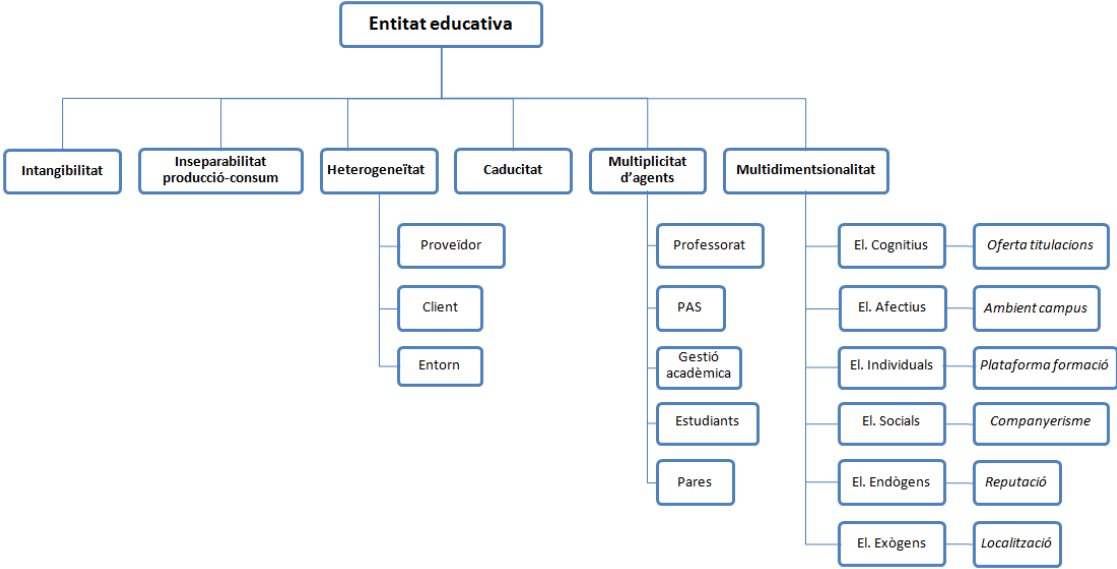 Entitat educativa
Intangibilitat
Inseparabilitat
producció-consum
Heterogeneïtat
Caducitat
Multiplicitat
d'agents
Multidimentsionalitat
Proveïdor
Client
Entorn
Professorat
PAS
Gestió
acadèmica
Estudiants
Pares
El. Cognitius
Oferta titulacions
El. Afectius
Ambient campus
El. Individuals
Plataforma formació
El. Socials
Companyerisme
El. Endògens
Reputació
El. Exògens
Localització